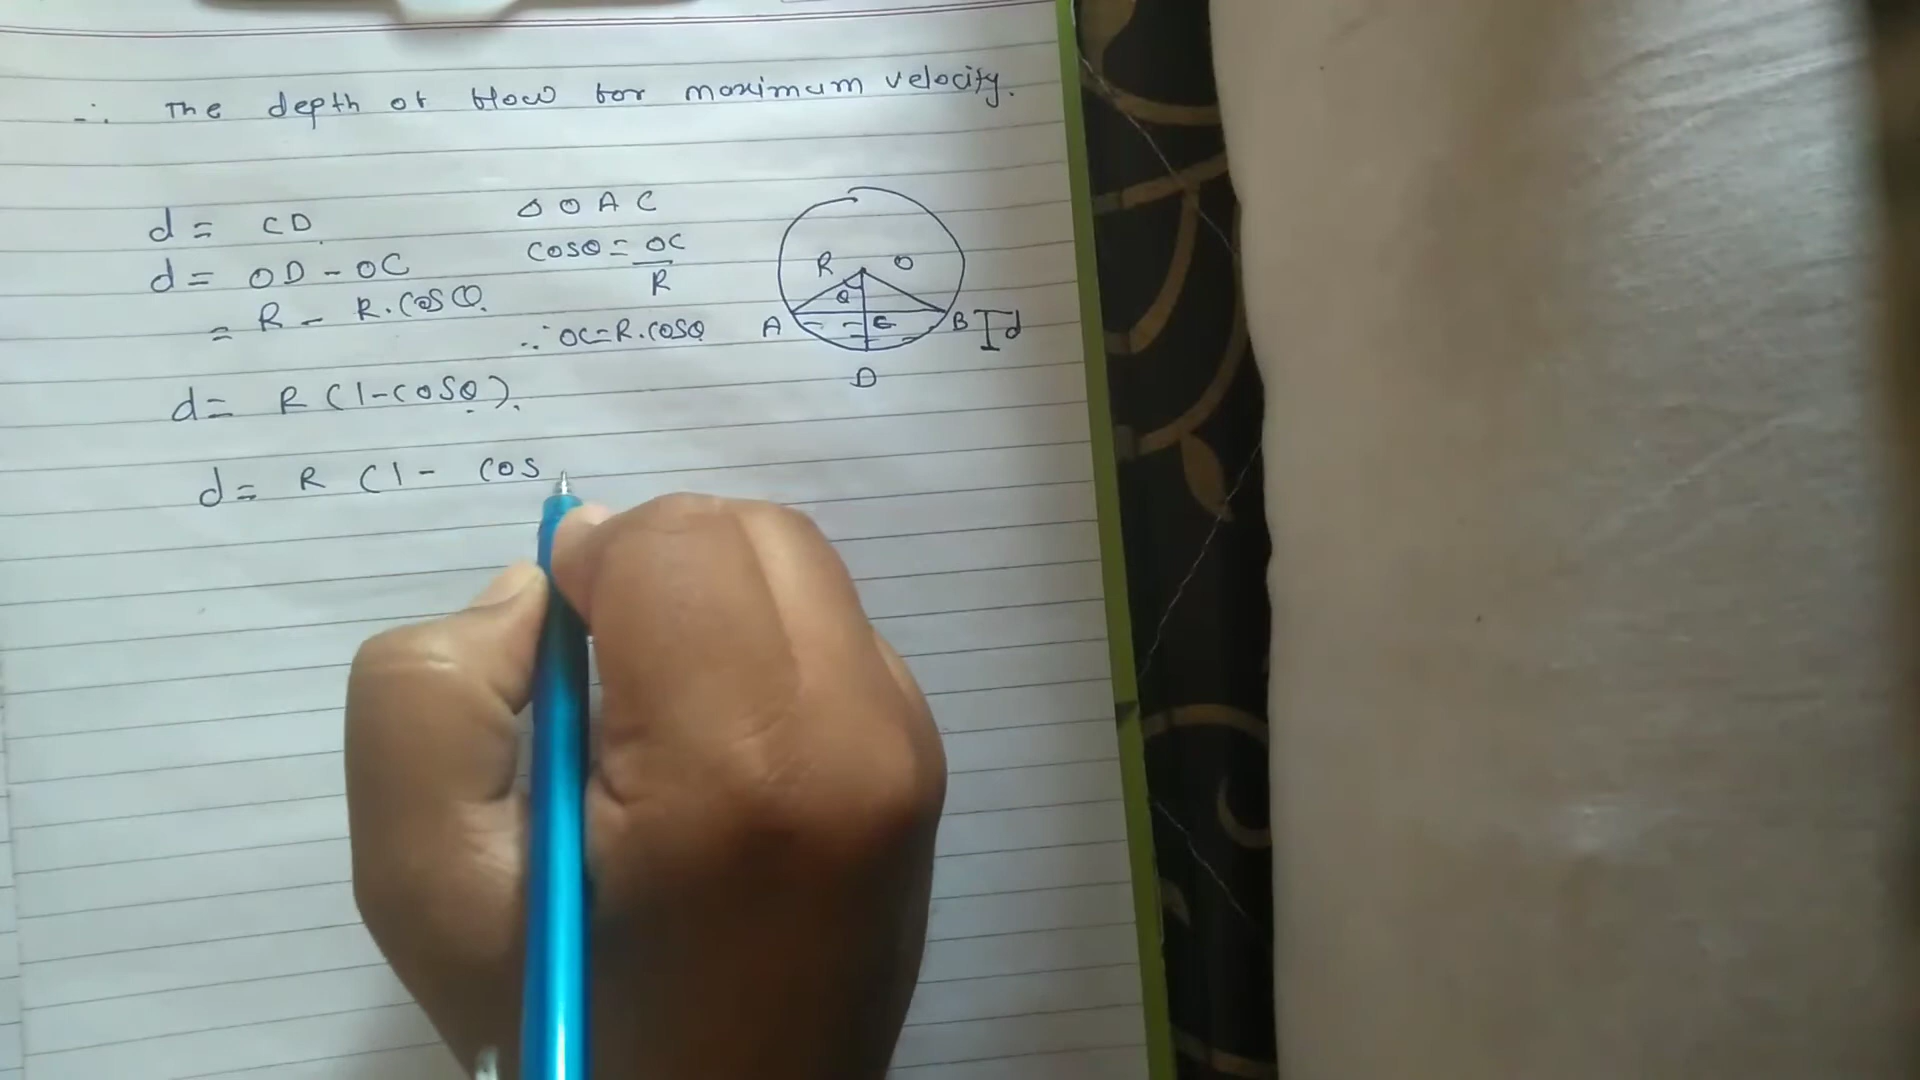 ∴ The depth of flow for maximum velocity.
d = CD
d = OD - OC
= R - R.cosθ.
d = R (1-cosθ).
d = R (1 - cos
△ O A C
cosθ = OC
R
∴ OC=R.cosθ
R O
θ
A C B I d
D